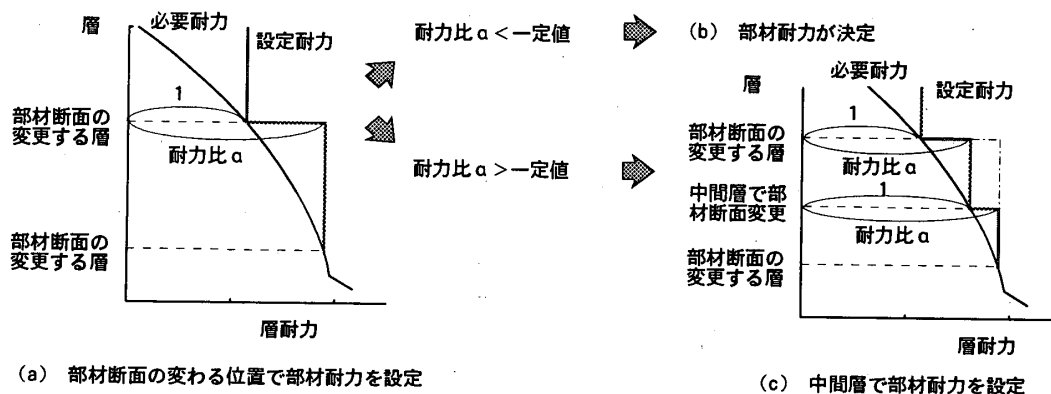 層
必要耐力
設定耐力
1
部材断面の
変更する層
耐力比α
部材断面の
変更する層
層耐力
(a) 部材断面の変わる位置で部材耐力を設定
耐力比α<一定値
耐力比α>一定値
(b) 部材耐力が決定
層
必要耐力
設定耐力
1
部材断面の
変更する層
耐力比α
1
中間層で部
材断面変更
耐力比α
部材断面の
変更する層
層耐力
(c) 中間層で部材耐力を設定